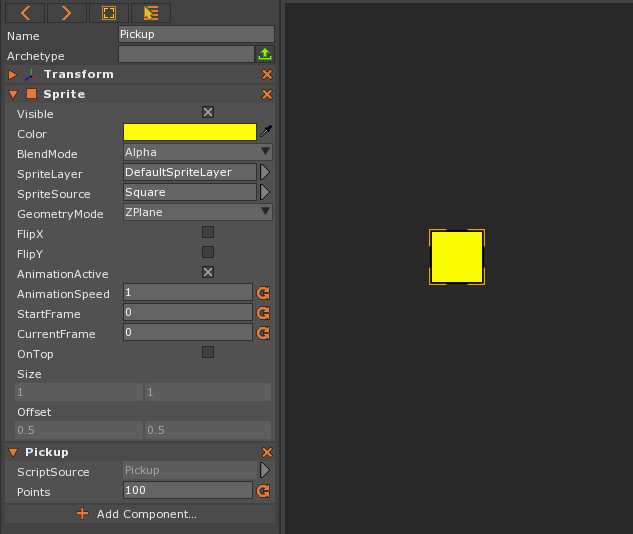 Name Pickup
Archetype
Transform
Sprite
Visible
Color
BlendMode Alpha
SpriteLayer DefaultSpriteLayer
SpriteSource Square
GeometryMode ZPlane
FlipX
FlipY
AnimationActive
AnimationSpeed 1
StartFrame 0
CurrentFrame 0
OnTop
Size
1 1
Offset
0.5 0.5
Pickup
ScriptSource Pickup
Points 100
Add Component...